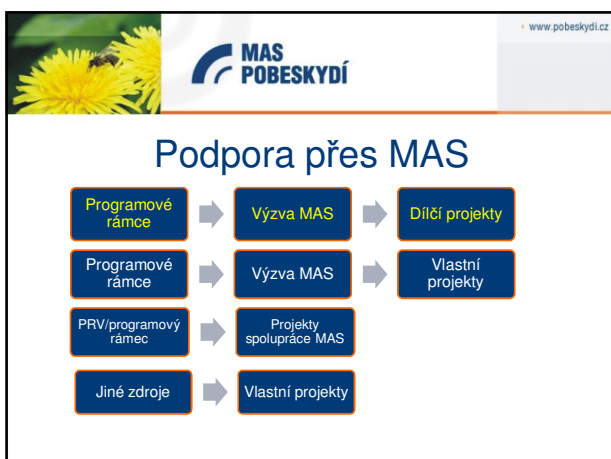 www.pobeskydi.cz
MAS
POBESKYDÍ
Podpora přes MAS
Programové
rámce
Výzva MAS
Dílčí projekty
Programové
rámce
Výzva MAS
Vlastní
projekty
PRV/programový
rámec
Projekty
spolupráce MAS
Jiné zdroje
Vlastní projekty